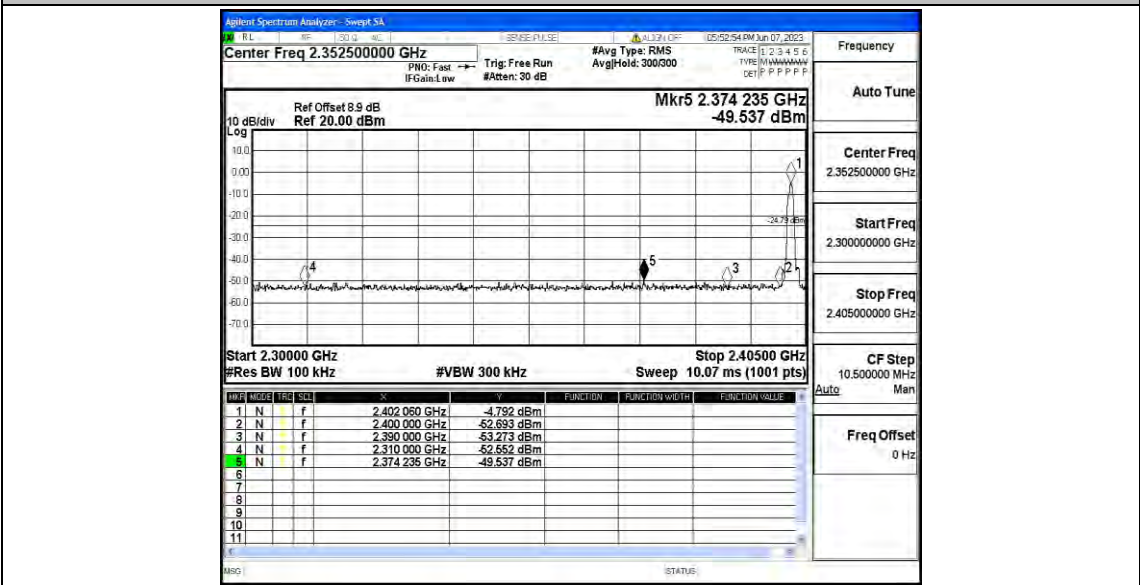 Agilent Spectrum Analyzer - Swept SA
RL RF 50 Ω AC SENSE:PULSE ALIGN OFF 05:52:54 PM Jun 07, 2023
Center Freq 2.352500000 GHz
PNO: Fast
IFGain:Low
Trig: Free Run
#Atten: 30 dB
#Avg Type: RMS
Avg|Hold: 300/300
TRACE 1 2 3 4 5 6
TYPE MWWWWW
DET P P P P P P
Ref Offset 8.9 dB
10 dB/div Ref 20.00 dBm
Log
Mkr5 2.374 235 GHz
-49.537 dBm
10.0
0.00
-10.0
-20.0
-30.0
-40.0
-50.0
-60.0
-70.0
1
-24.79 dBm
4
5
3
2
Start 2.30000 GHz Stop 2.40500 GHz
#Res BW 100 kHz #VBW 300 kHz Sweep 10.07 ms (1001 pts)
MKR MODE TRC SCL X Y FUNCTION FUNCTION WIDTH FUNCTION VALUE
1 N f 2.402 060 GHz -4.792 dBm
2 N f 2.400 000 GHz -52.693 dBm
3 N f 2.390 000 GHz -53.273 dBm
4 N f 2.310 000 GHz -52.552 dBm
5 N f 2.374 235 GHz -49.537 dBm
6
7
8
9
10
11
MSG STATUS
Frequency
Auto Tune
Center Freq
2.352500000 GHz
Start Freq
2.300000000 GHz
Stop Freq
2.405000000 GHz
CF Step
10.500000 MHz
Auto Man
Freq Offset
0 Hz